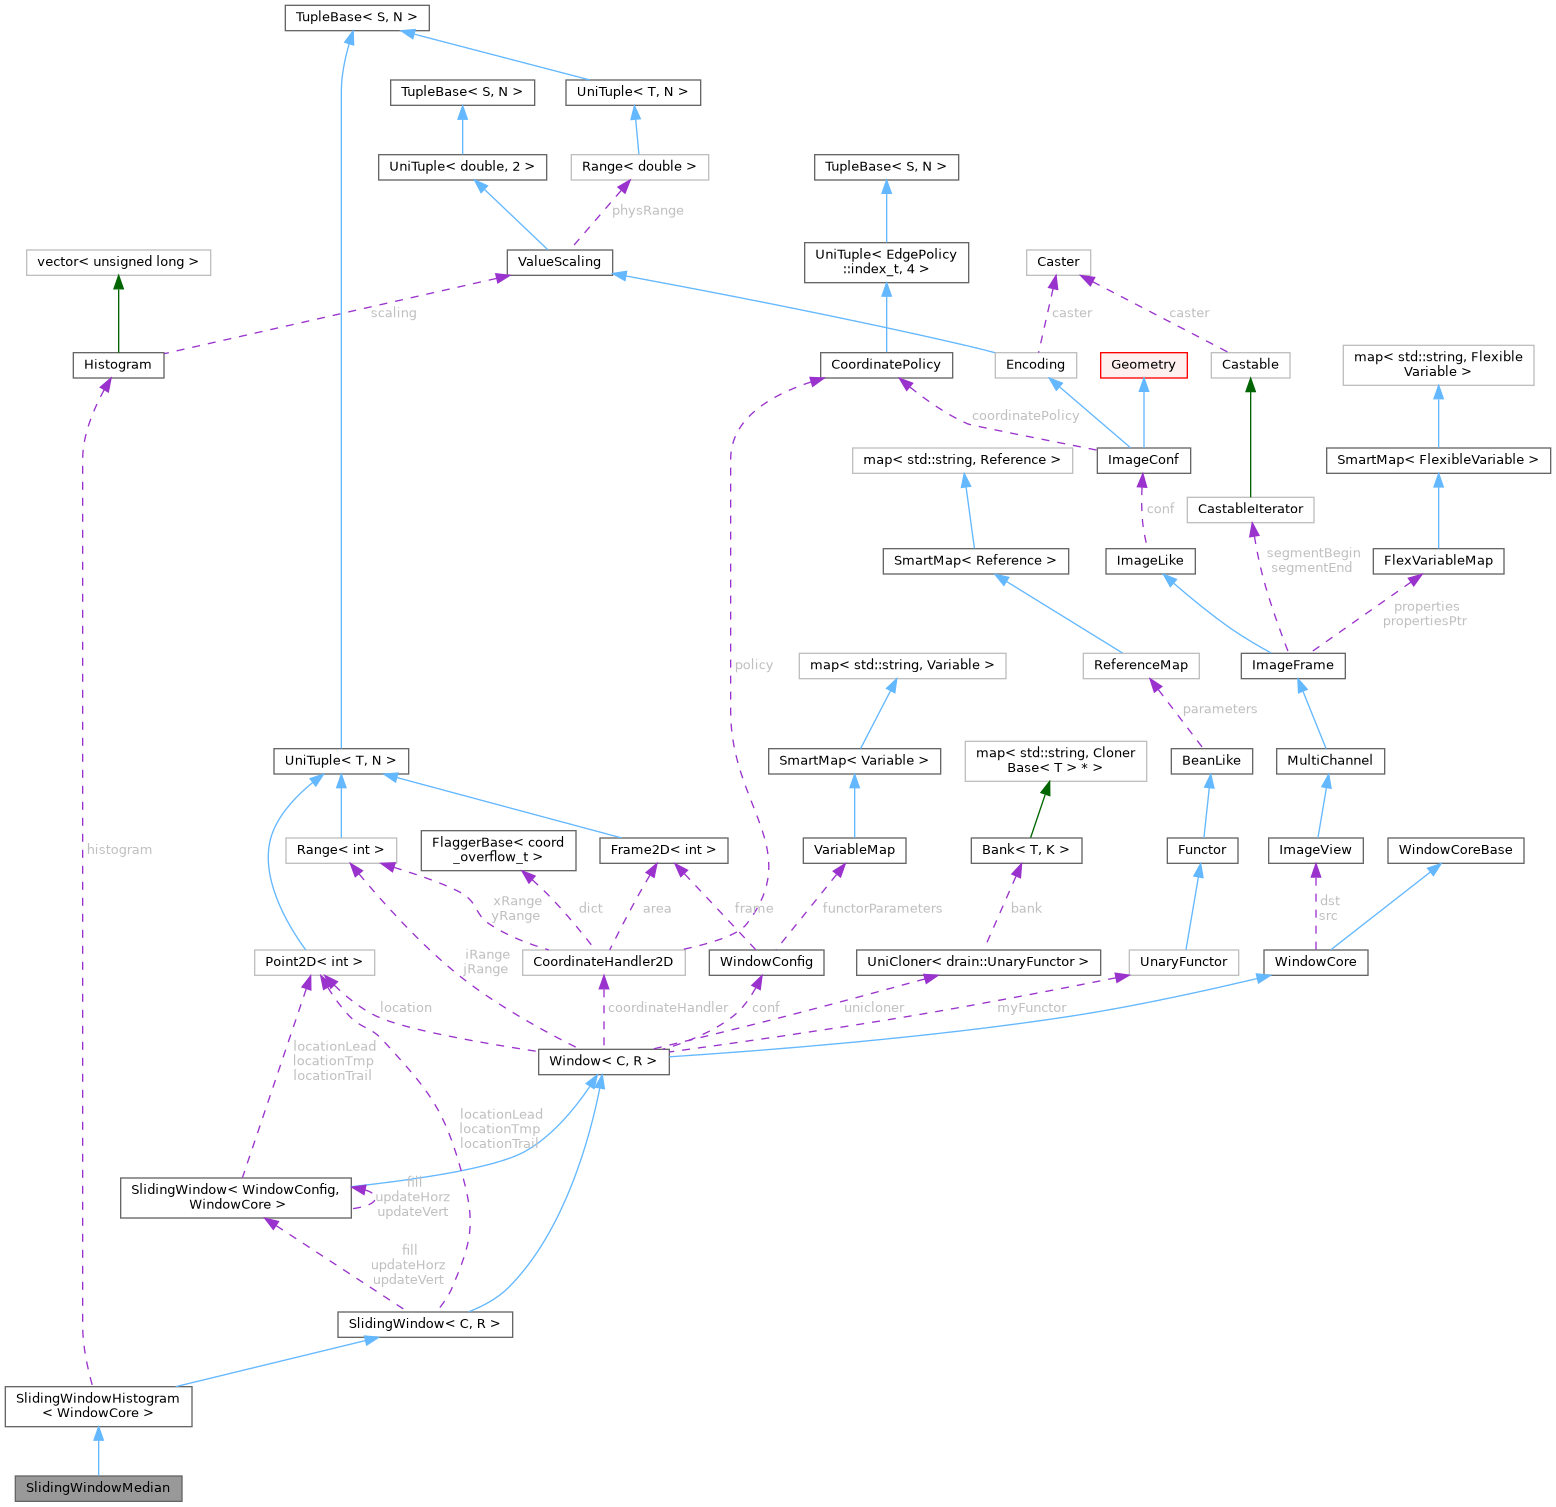 TupleBase< S, N >
TupleBase< S, N >
UniTuple< T, N >
UniTuple< double, 2 >
Range< double >
TupleBase< S, N >
physRange
vector< unsigned long >
ValueScaling
UniTuple< EdgePolicy
::index_t, 4 >
Caster
scaling
caster
caster
Histogram
CoordinatePolicy
Encoding
Geometry
Castable
map< std::string, Flexible
Variable >
coordinatePolicy
map< std::string, Reference >
ImageConf
SmartMap< FlexibleVariable >
conf
CastableIterator
SmartMap< Reference >
ImageLike
segmentBegin
segmentEnd
FlexVariableMap
properties
propertiesPtr
policy
map< std::string, Variable >
ReferenceMap
ImageFrame
parameters
UniTuple< T, N >
SmartMap< Variable >
map< std::string, Cloner
Base< T > * >
BeanLike
MultiChannel
histogram
Range< int >
FlaggerBase< coord
_overflow_t >
Frame2D< int >
VariableMap
Bank< T, K >
Functor
ImageView
WindowCoreBase
xRange
yRange
dict
area
frame
functorParameters
bank
dst
src
Point2D< int >
iRange
jRange
CoordinateHandler2D
WindowConfig
UniCloner< drain::UnaryFunctor >
UnaryFunctor
WindowCore
location
coordinateHandler
conf
unicloner
myFunctor
locationLead
locationTmp
locationTrail
Window< C, R >
locationLead
locationTmp
locationTrail
SlidingWindow< WindowConfig,
WindowCore >
fill
updateHorz
updateVert
fill
updateHorz
updateVert
SlidingWindow< C, R >
SlidingWindowHistogram
< WindowCore >
SlidingWindowMedian